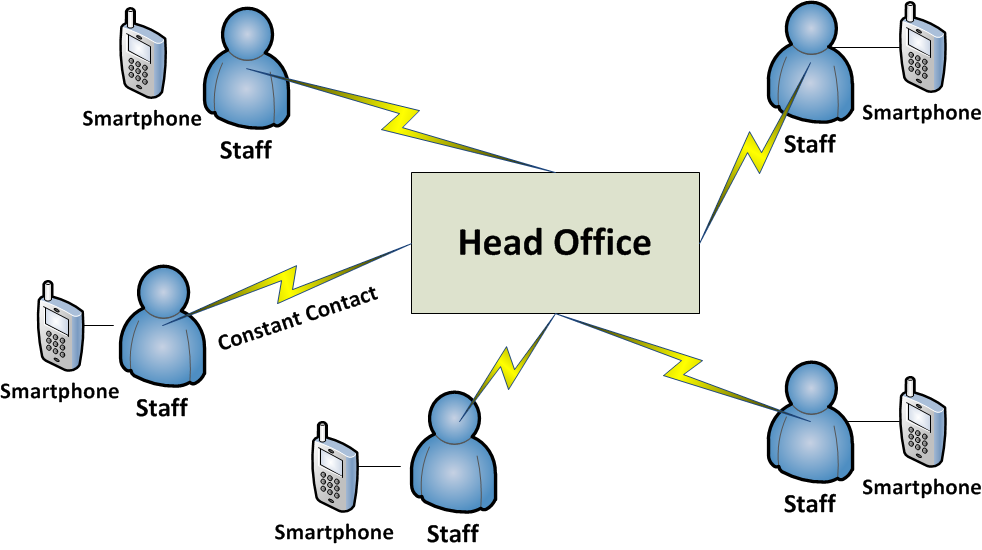 Smartphone
Staff
Staff
Smartphone
Head Office
Constant Contact
Smartphone
Staff
Smartphone
Staff
Staff
Smartphone